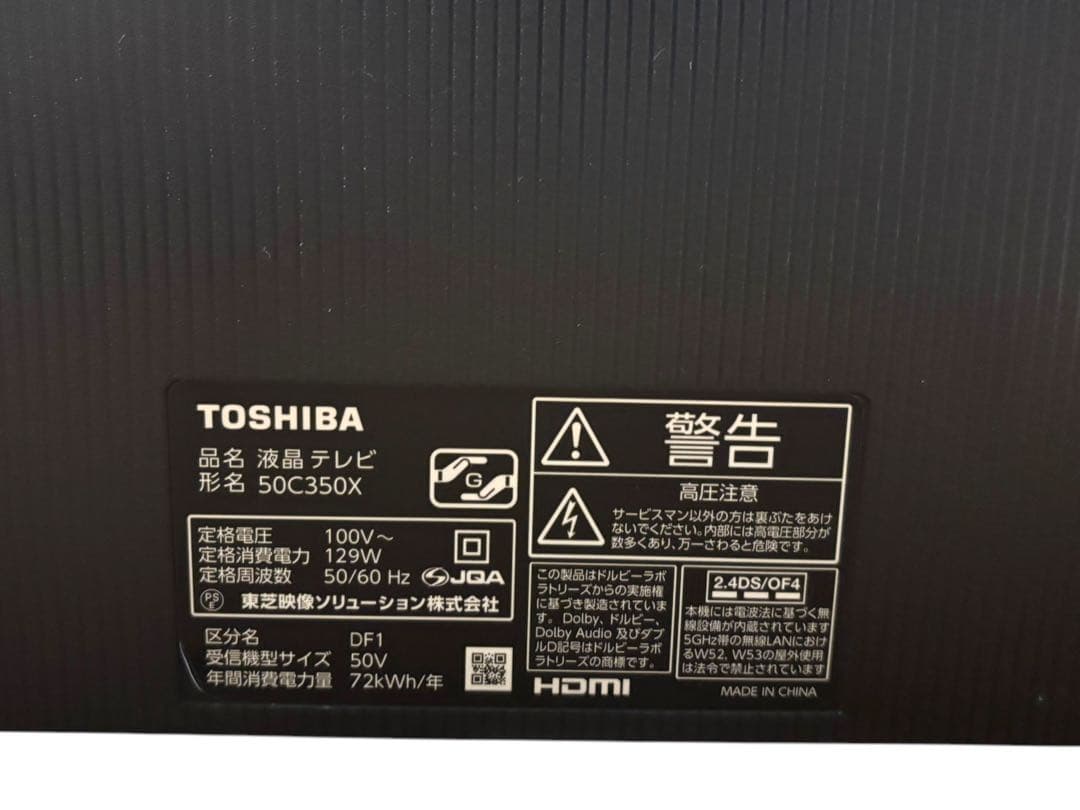 TOSHIBA
品名 液晶テレビ
形名 50C350X
G
定格電圧 100V～
定格消費電力 129W
定格周波数 50/60 Hz
JQA
PS
E
東芝映像ソリューション株式会社
区分名 DF1
受信機型サイズ 50V
年間消費電力量 72kWh/年
警告
高圧注意
サービスマン以外の方は裏ぶたをあけ
ないでください。内部には高電圧部分が
数多くあり、万一さわると危険です。
この製品はドルビーラボ
ラトリーズからの実施権
に基づき製造されていま
す。Dolby、ドルビー、
Dolby Audio 及びダブ
ルD記号はドルビーラボ
ラトリーズの商標です。
HDMI
2.4DS/OF4
本機には電波法に基づく無
線設備が内蔵されています
5GHz帯の無線LANにおけ
るW52, W53の屋外使用
は法令で禁止されています
MADE IN CHINA